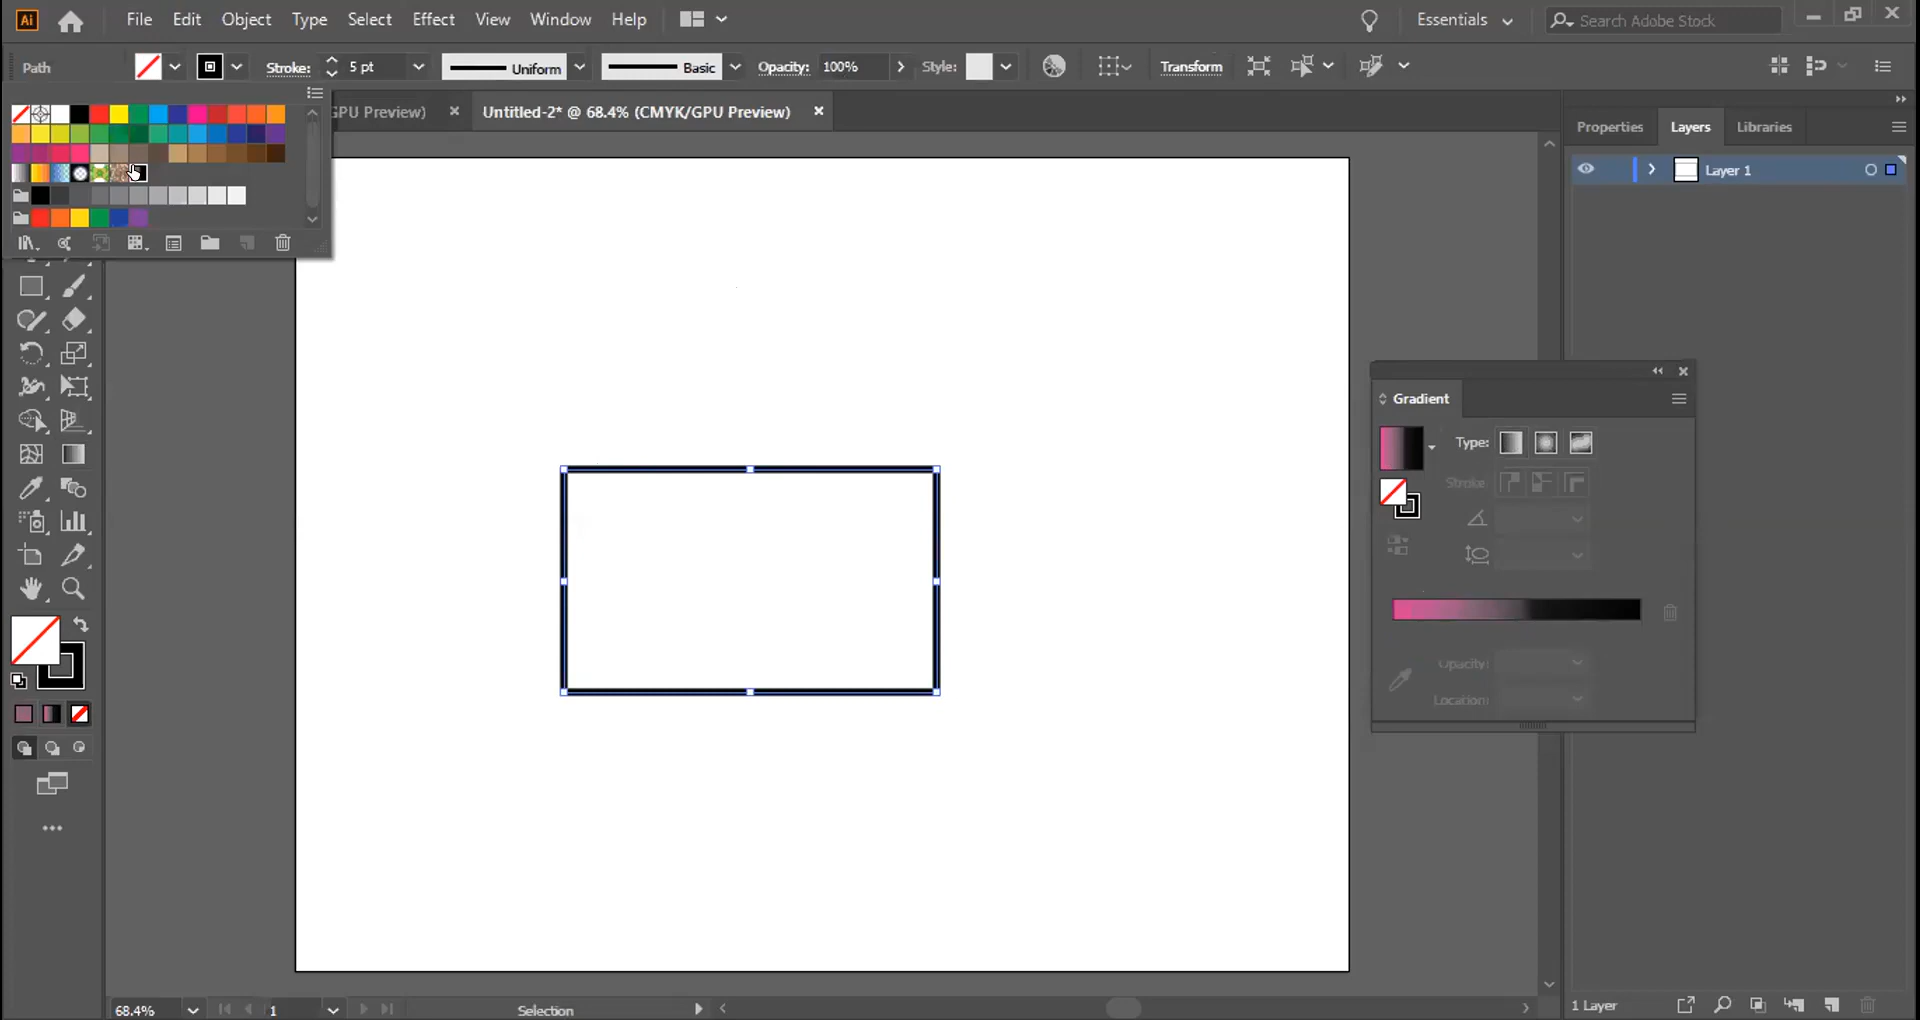 Ai File Edit Object Type Select Effect View Window Help Essentials Search Adobe Stock
Path Stroke: 5 pt Uniform Basic Opacity: 100% Style: Transform
GPU Preview) × Untitled-2* @ 68.4% (CMYK/GPU Preview) ×
Properties Layers Libraries
Layer 1
Gradient
Type:
Stroke:
Opacity:
Location:
68.4% 1 Selection 1 Layer